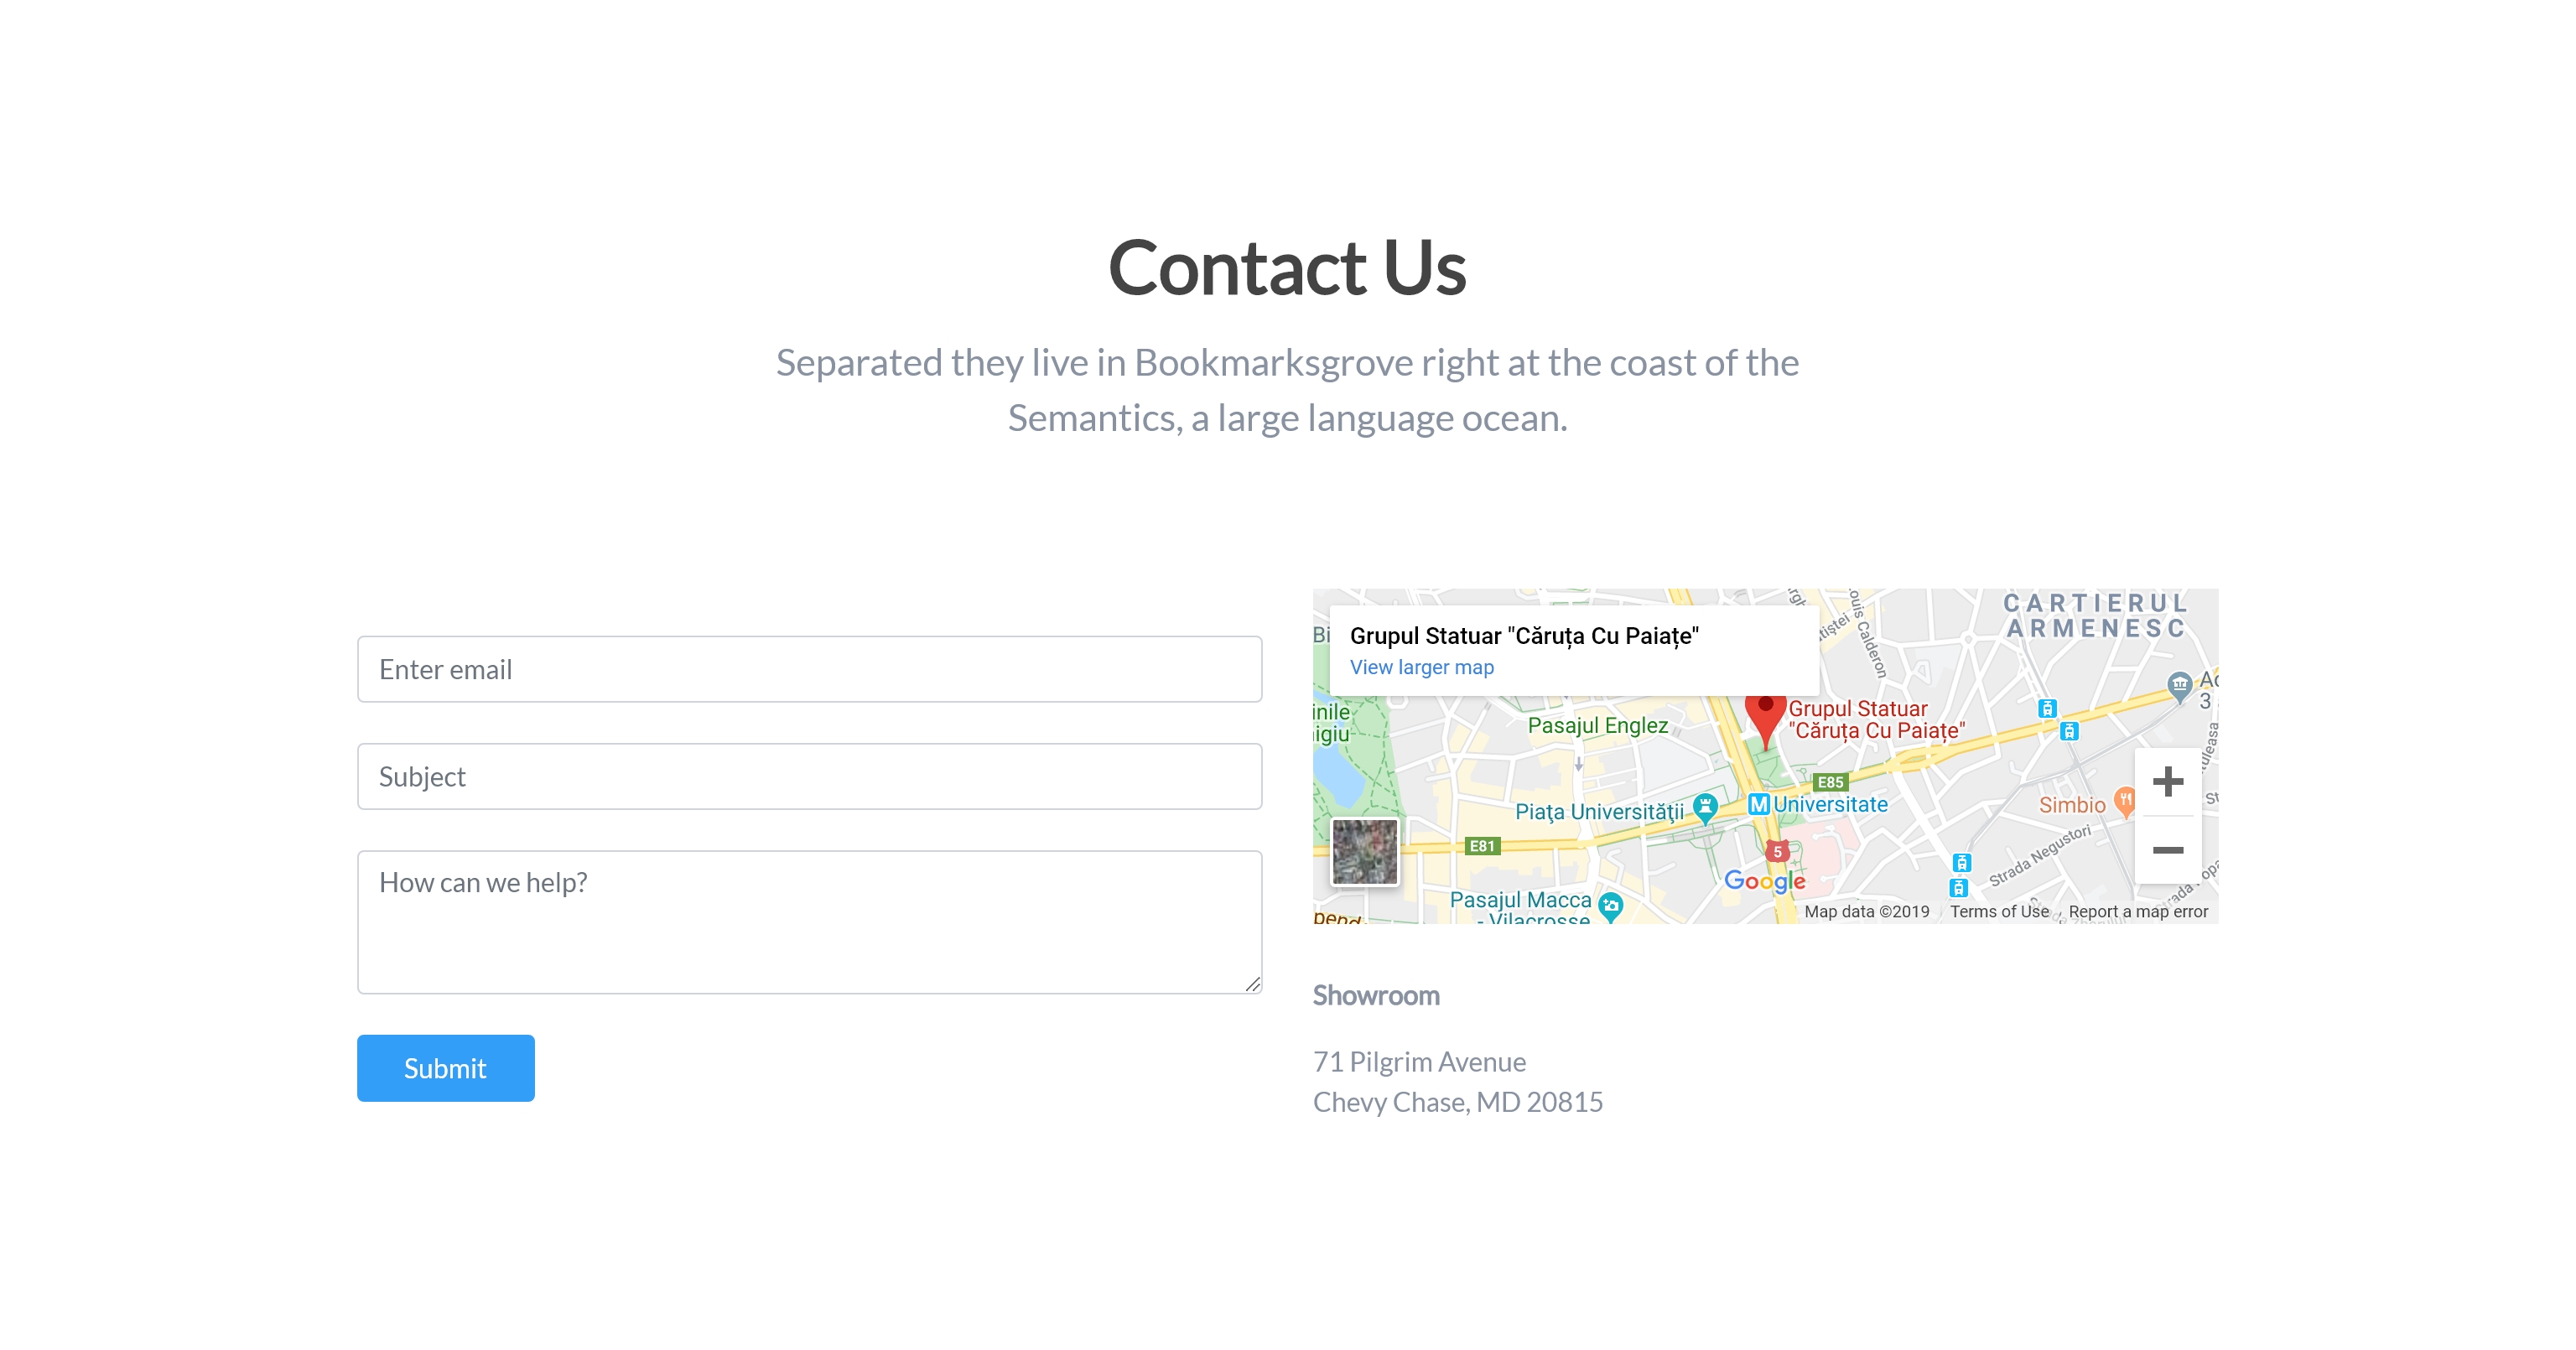 Contact Us
Separated they live in Bookmarksgrove right at the coast of the
Semantics, a large language ocean.
Enter email
Subject
How can we help?
Submit
Grupul Statuar "Căruța Cu Paiațe"
View larger map
CARTIERUL
ARMENESC
Pasajul Englez
Grupul Statuar
"Căruța Cu Paiațe"
E85
Piaţa Universităţii
M Universitate
Simbio
E81
5
Strada Negustori
Google
Pasajul Macca
- Vilacrosse
Map data ©2019
Terms of Use
Report a map error
Showroom
71 Pilgrim Avenue
Chevy Chase, MD 20815